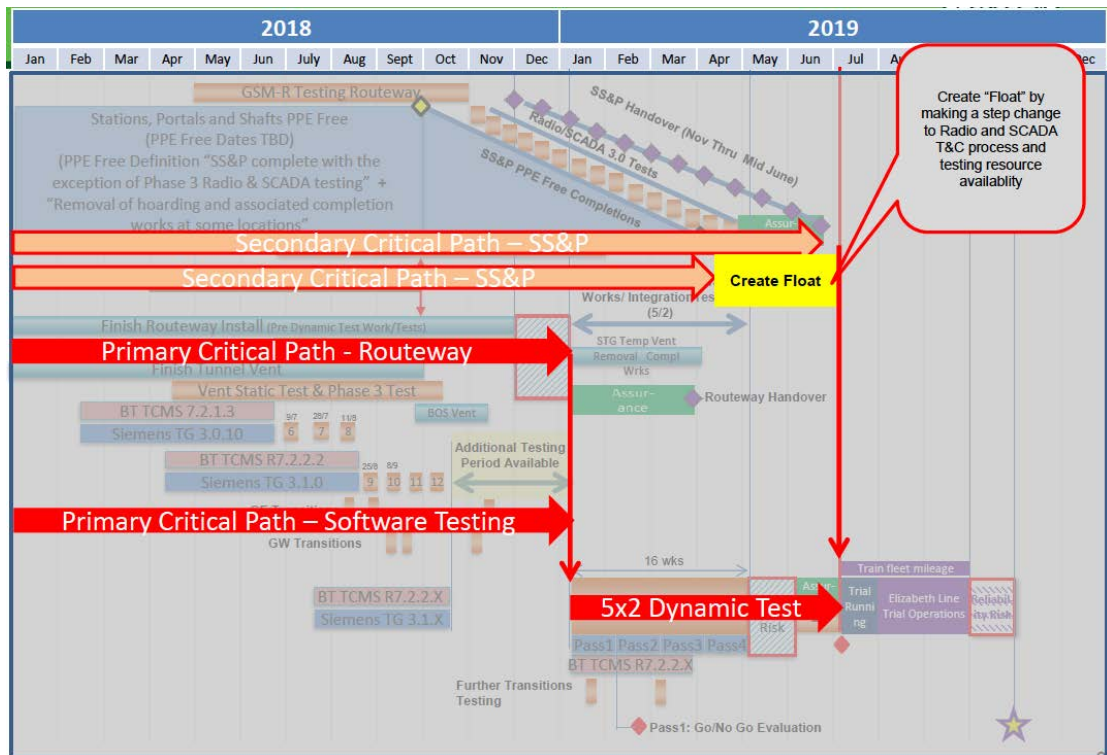 2018
2019
Jan Feb Mar Apr May Jun July Aug Sept Oct Nov Dec Jan Feb Mar Apr May Jun Jul
GSM-R Testing Routeway
Stations, Portals and Shafts PPE Free
(PPE Free Dates TBD)
(PPE Free Definition “SS&P complete with the
exception of Phase 3 Radio & SCADA testing” +
“Removal of hoarding and associated completion
works at some locations”
SS&P Handover (Nov Thru Mid June)
Radio/SCADA 3.0 Tests
SS&P PPE Free Completions
Create “Float” by
making a step change
to Radio and SCADA
T&C process and
testing resource
availablity
Assur-
Secondary Critical Path – SS&P
Secondary Critical Path – SS&P
Create Float
Works/ Integration
(5/2)
Finish Routeway Install (Pre Dynamic Test Work/Tests)
Primary Critical Path - Routeway
Finish Tunnel Vent
STG Temp Vent
Removal Compl
Wrks
Vent Static Test & Phase 3 Test
Assur-
ance
Routeway Handover
BT TCMS 7.2.1.3
Siemens TG 3.0.10
9/7 28/7 11/8
6 7 8
BOS Vent
BT TCMS R7.2.2.2
Siemens TG 3.1.0
25/8 8/9
9 10 11 12
Additional Testing
Period Available
Primary Critical Path – Software Testing
GW Transitions
16 wks
Train fleet mileage
BT TCMS R7.2.2.X
Siemens TG 3.1.X
5x2 Dynamic Test
Risk
Assur-
Trial
Runni
ng
Elizabeth Line
Trial Operations
Reliabil-
ity Risk
Pass1 Pass2 Pass3 Pass4
BT TCMS R7.2.2.X
Further Transitions
Testing
Pass1: Go/No Go Evaluation